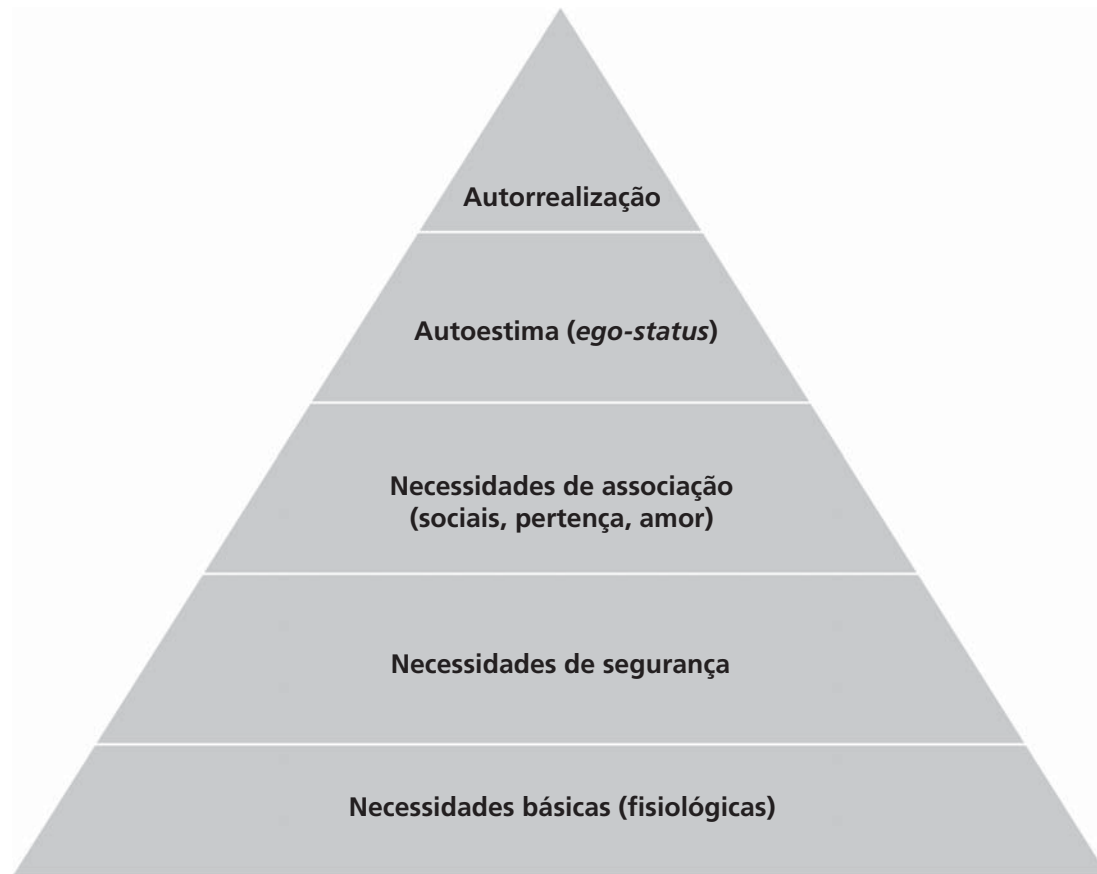 Autorrealização
Autoestima (ego-status)
Necessidades de associação
(sociais, pertença, amor)
Necessidades de segurança
Necessidades básicas (fisiológicas)